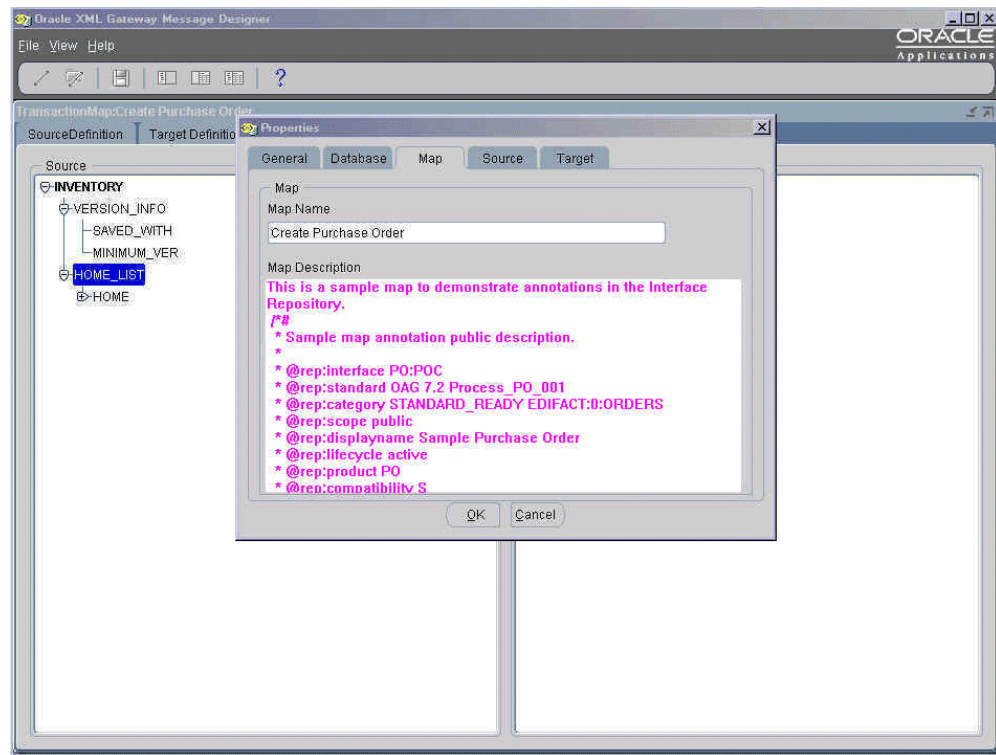 Oracle XML Gateway Message Designer
File View Help
ORACLE
Applications
?
TransactionMap:Create Purchase Order
SourceDefinition Target Definitio
Source
INVENTORY
VERSION_INFO
SAVED_WITH
MINIMUM_VER
HOME_LIST
HOME
Properties
General Database Map Source Target
Map
Map Name
Create Purchase Order
Map Description
This is a sample map to demonstrate annotations in the Interface
Repository.
/*#
* Sample map annotation public description.
*
* @rep:interface PO:POC
* @rep:standard OAG 7.2 Process_PO_001
* @rep:category STANDARD_READY EDIFACT:0:ORDERS
* @rep:scope public
* @rep:displayname Sample Purchase Order
* @rep:lifecycle active
* @rep:product PO
* @rep:compatibility S
OK Cancel